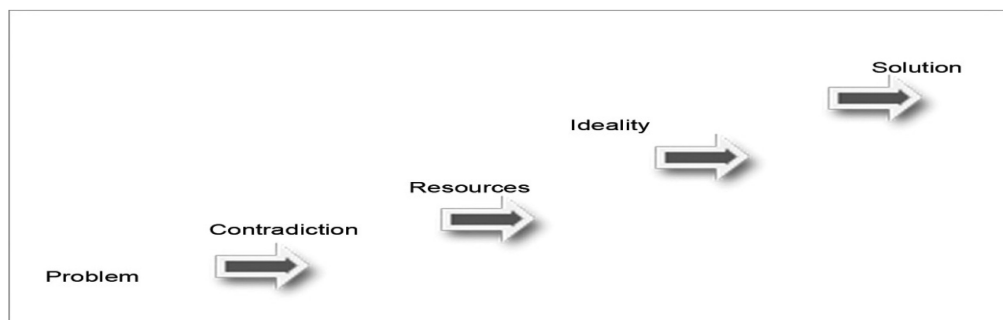 Problem
Contradiction
Resources
Ideality
Solution